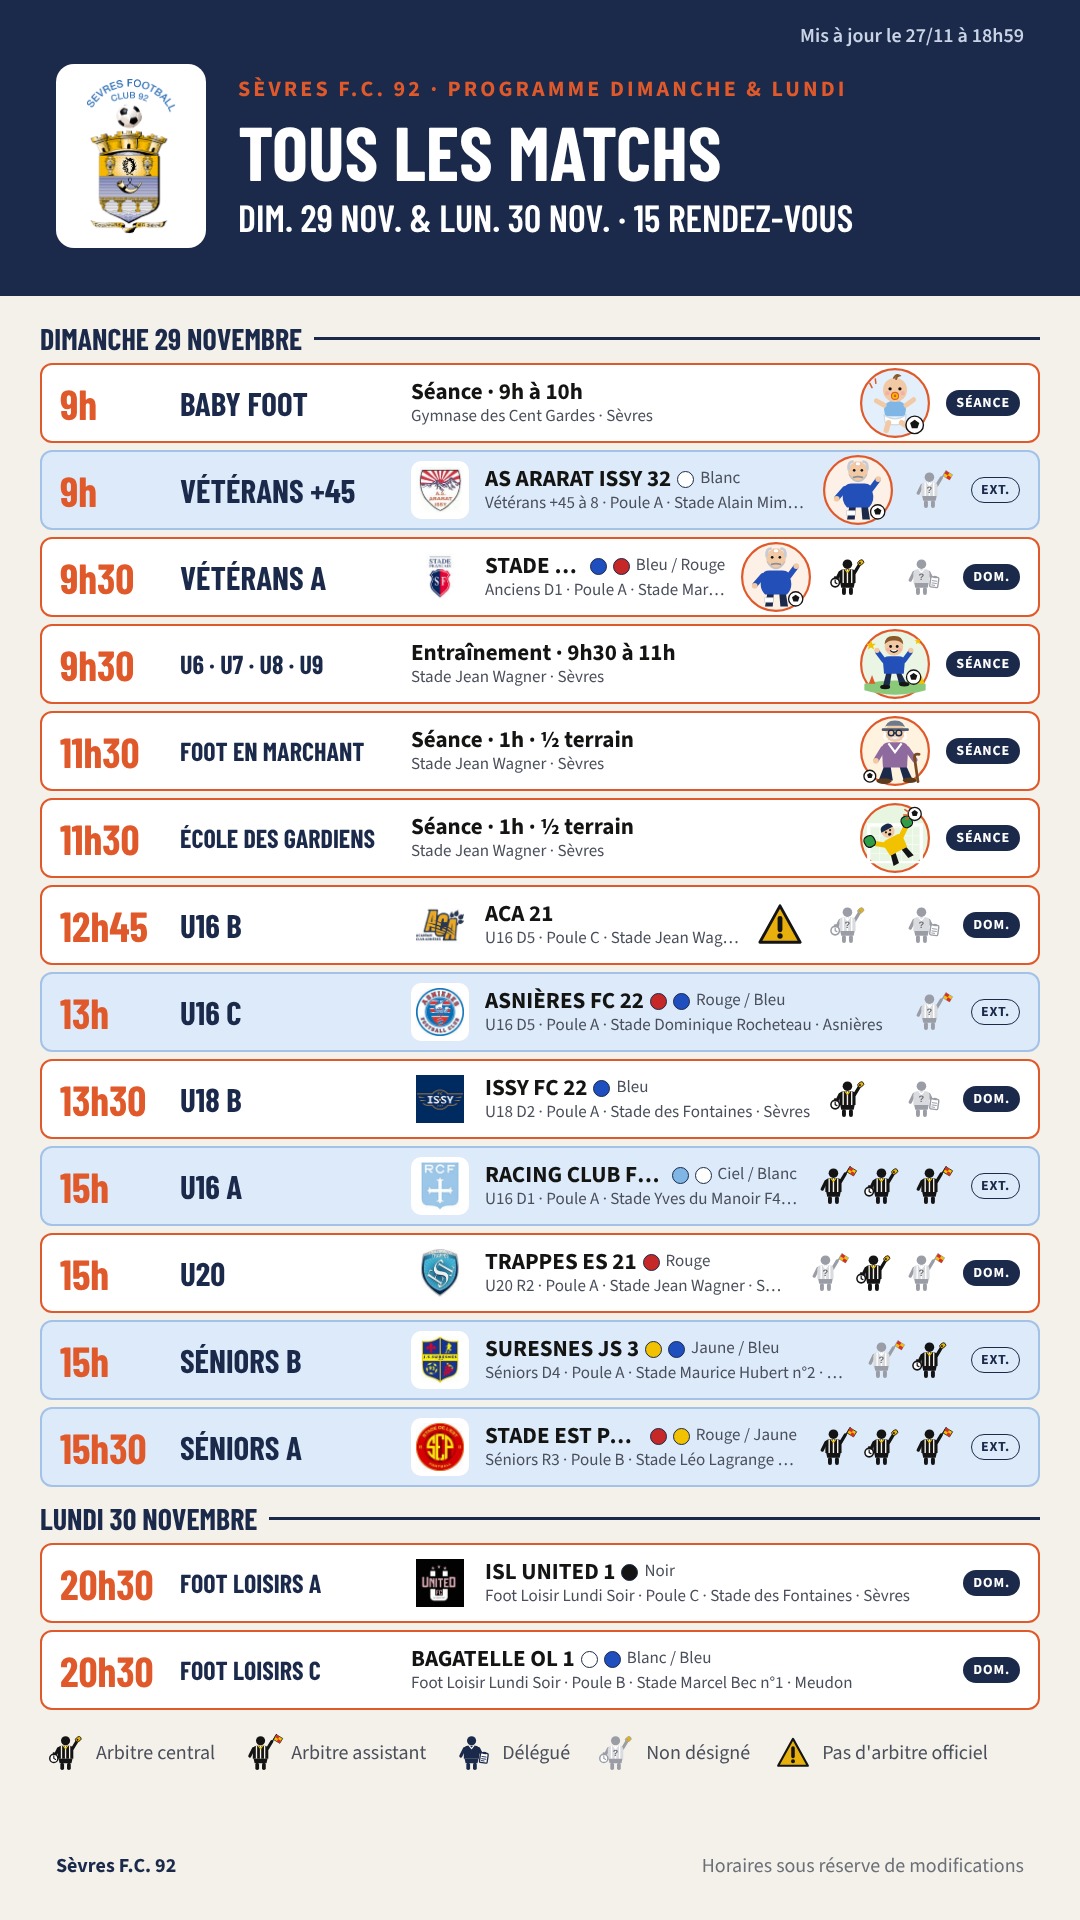 Mis à jour le 27/11 à 18h59
SEVRES FOOTBALL
CLUB 92
SÈVRES F.C. 92 · PROGRAMME DIMANCHE & LUNDI
TOUS LES MATCHS
DIM. 29 NOV. & LUN. 30 NOV. · 15 RENDEZ-VOUS
DIMANCHE 29 NOVEMBRE
9h BABY FOOT Séance · 9h à 10h SÉANCE
Gymnase des Cent Gardes · Sèvres
9h VÉTÉRANS +45 AS ARARAT ISSY 32 Blanc EXT.
Vétérans +45 à 8 · Poule A · Stade Alain Mim…
9h30 VÉTÉRANS A STADE … Bleu / Rouge DOM.
Anciens D1 · Poule A · Stade Mar…
9h30 U6 · U7 · U8 · U9 Entraînement · 9h30 à 11h SÉANCE
Stade Jean Wagner · Sèvres
11h30 FOOT EN MARCHANT Séance · 1h · ½ terrain SÉANCE
Stade Jean Wagner · Sèvres
11h30 ÉCOLE DES GARDIENS Séance · 1h · ½ terrain SÉANCE
Stade Jean Wagner · Sèvres
12h45 U16 B ACA 21 DOM.
U16 D5 · Poule C · Stade Jean Wag…
13h U16 C ASNIÈRES FC 22 Rouge / Bleu EXT.
U16 D5 · Poule A · Stade Dominique Rocheteau · Asnières
13h30 U18 B ISSY ISSY FC 22 Bleu DOM.
U18 D2 · Poule A · Stade des Fontaines · Sèvres
15h U16 A RCF RACING CLUB F… Ciel / Blanc EXT.
U16 D1 · Poule A · Stade Yves du Manoir F4…
15h U20 TRAPPES ES 21 Rouge DOM.
U20 R2 · Poule A · Stade Jean Wagner · S…
15h SÉNIORS B SURESNES JS 3 Jaune / Bleu EXT.
Séniors D4 · Poule A · Stade Maurice Hubert n°2 · …
15h30 SÉNIORS A STADE EST P… Rouge / Jaune EXT.
Séniors R3 · Poule B · Stade Léo Lagrange …
LUNDI 30 NOVEMBRE
20h30 FOOT LOISIRS A UNITED ISL UNITED 1 Noir DOM.
Foot Loisir Lundi Soir · Poule C · Stade des Fontaines · Sèvres
20h30 FOOT LOISIRS C BAGATELLE OL 1 Blanc / Bleu DOM.
Foot Loisir Lundi Soir · Poule B · Stade Marcel Bec n°1 · Meudon
Arbitre central Arbitre assistant Délégué Non désigné Pas d'arbitre officiel
Sèvres F.C. 92 Horaires sous réserve de modifications